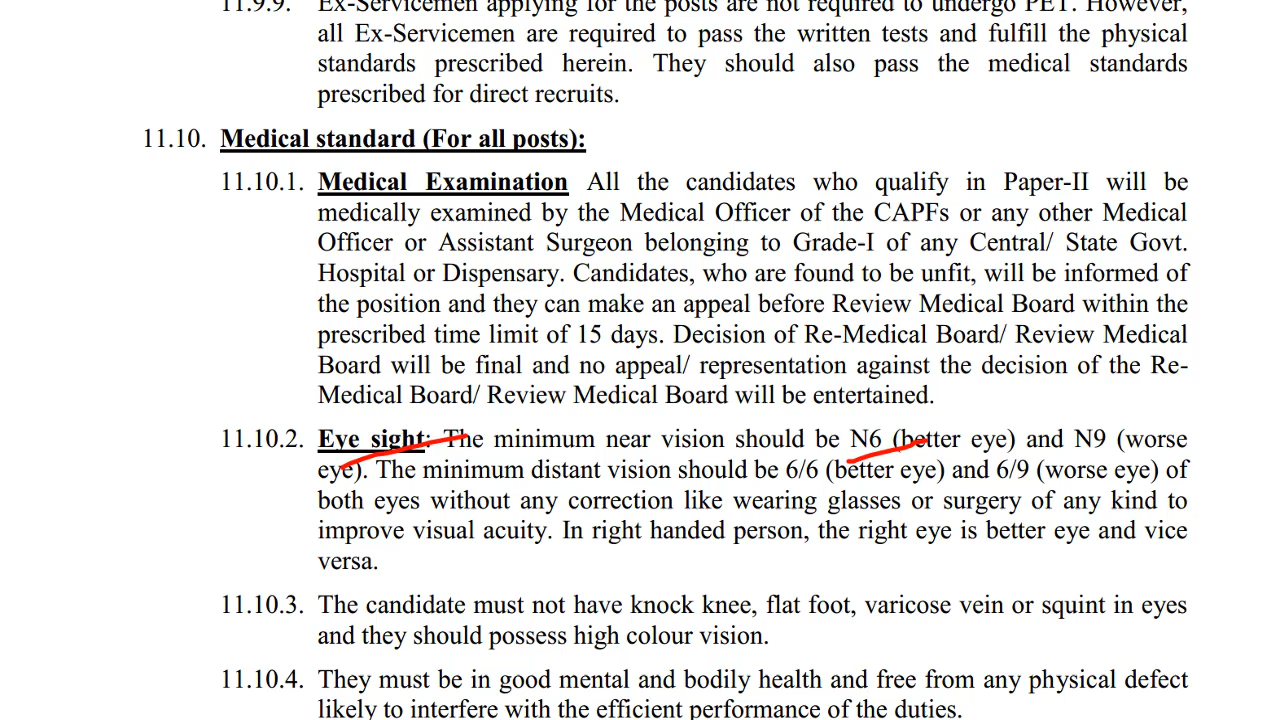 11.9.9. Ex-Servicemen applying for the posts are not required to undergo PET. However,
all Ex-Servicemen are required to pass the written tests and fulfill the physical
standards prescribed herein. They should also pass the medical standards
prescribed for direct recruits.
11.10. Medical standard (For all posts):
11.10.1. Medical Examination All the candidates who qualify in Paper-II will be
medically examined by the Medical Officer of the CAPFs or any other Medical
Officer or Assistant Surgeon belonging to Grade-I of any Central/ State Govt.
Hospital or Dispensary. Candidates, who are found to be unfit, will be informed of
the position and they can make an appeal before Review Medical Board within the
prescribed time limit of 15 days. Decision of Re-Medical Board/ Review Medical
Board will be final and no appeal/ representation against the decision of the Re-
Medical Board/ Review Medical Board will be entertained.
11.10.2. Eye sight: The minimum near vision should be N6 (better eye) and N9 (worse
eye). The minimum distant vision should be 6/6 (better eye) and 6/9 (worse eye) of
both eyes without any correction like wearing glasses or surgery of any kind to
improve visual acuity. In right handed person, the right eye is better eye and vice
versa.
11.10.3. The candidate must not have knock knee, flat foot, varicose vein or squint in eyes
and they should possess high colour vision.
11.10.4. They must be in good mental and bodily health and free from any physical defect
likely to interfere with the efficient performance of the duties.